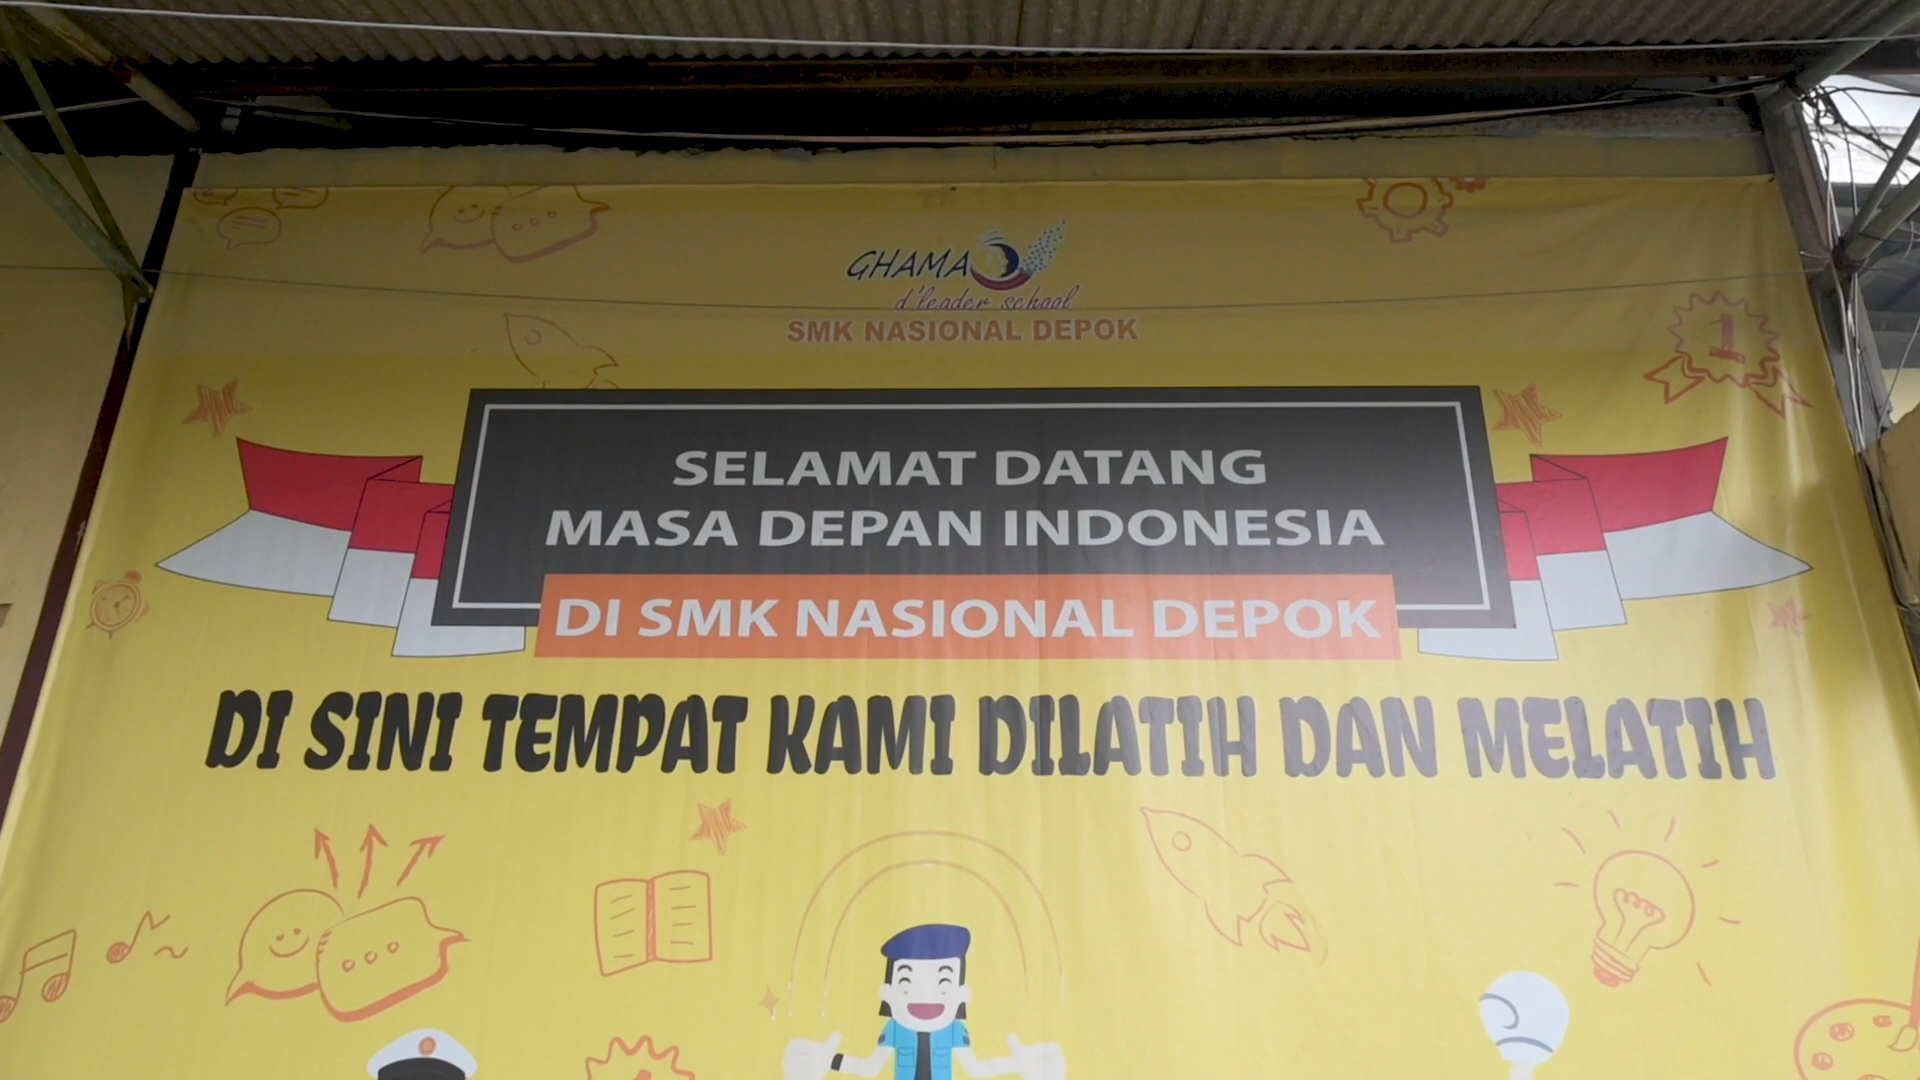 GHAMA
d'leader school
SMK NASIONAL DEPOK
1
SELAMAT DATANG
MASA DEPAN INDONESIA
DI SMK NASIONAL DEPOK
DI SINI TEMPAT KAMI DILATIH DAN MELATIH